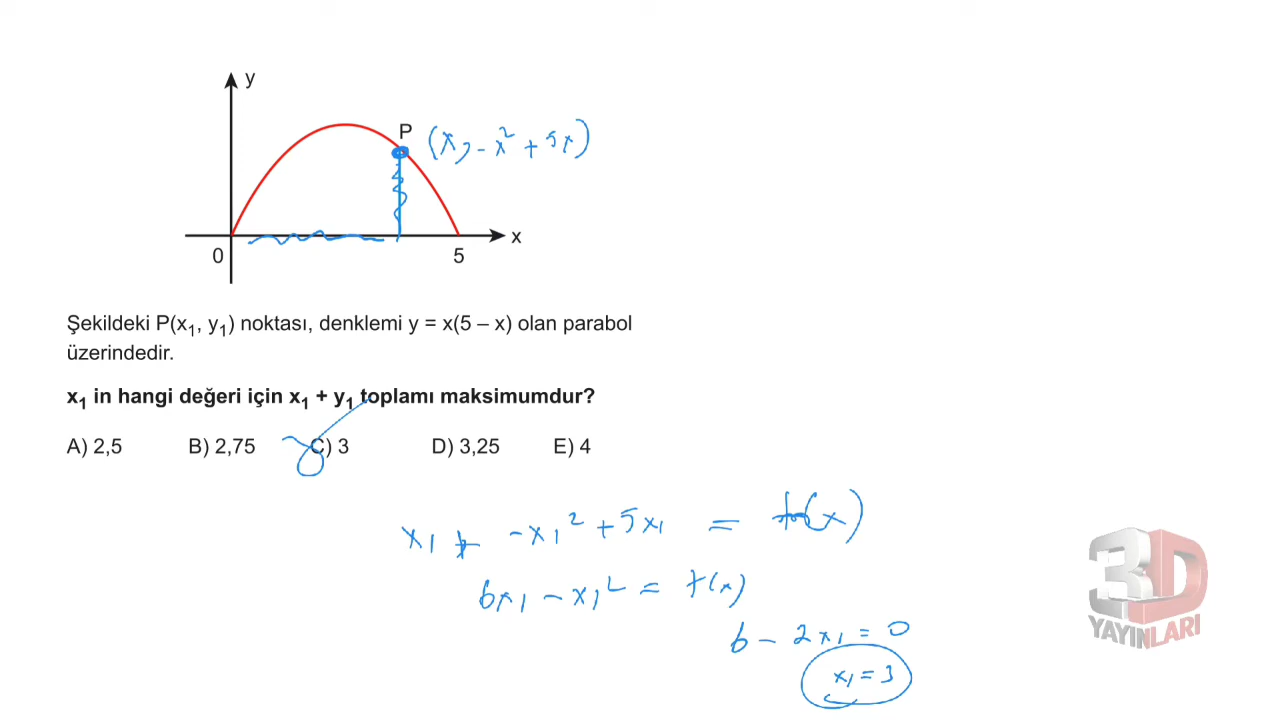 y
P (x, -x² + 5x)
x
0
5
Şekildeki P(x₁, y₁) noktası, denklemi y = x(5 – x) olan parabol
üzerindedir.
x₁ in hangi değeri için x₁ + y₁ toplamı maksimumdur?
A) 2,5 B) 2,75 C) 3 D) 3,25 E) 4
x₁ + -x₁² + 5x₁ = f(x)
6x₁ - x₁² = f(x)
6 - 2x₁ = 0
x₁ = 3
3D
YAYINLARI